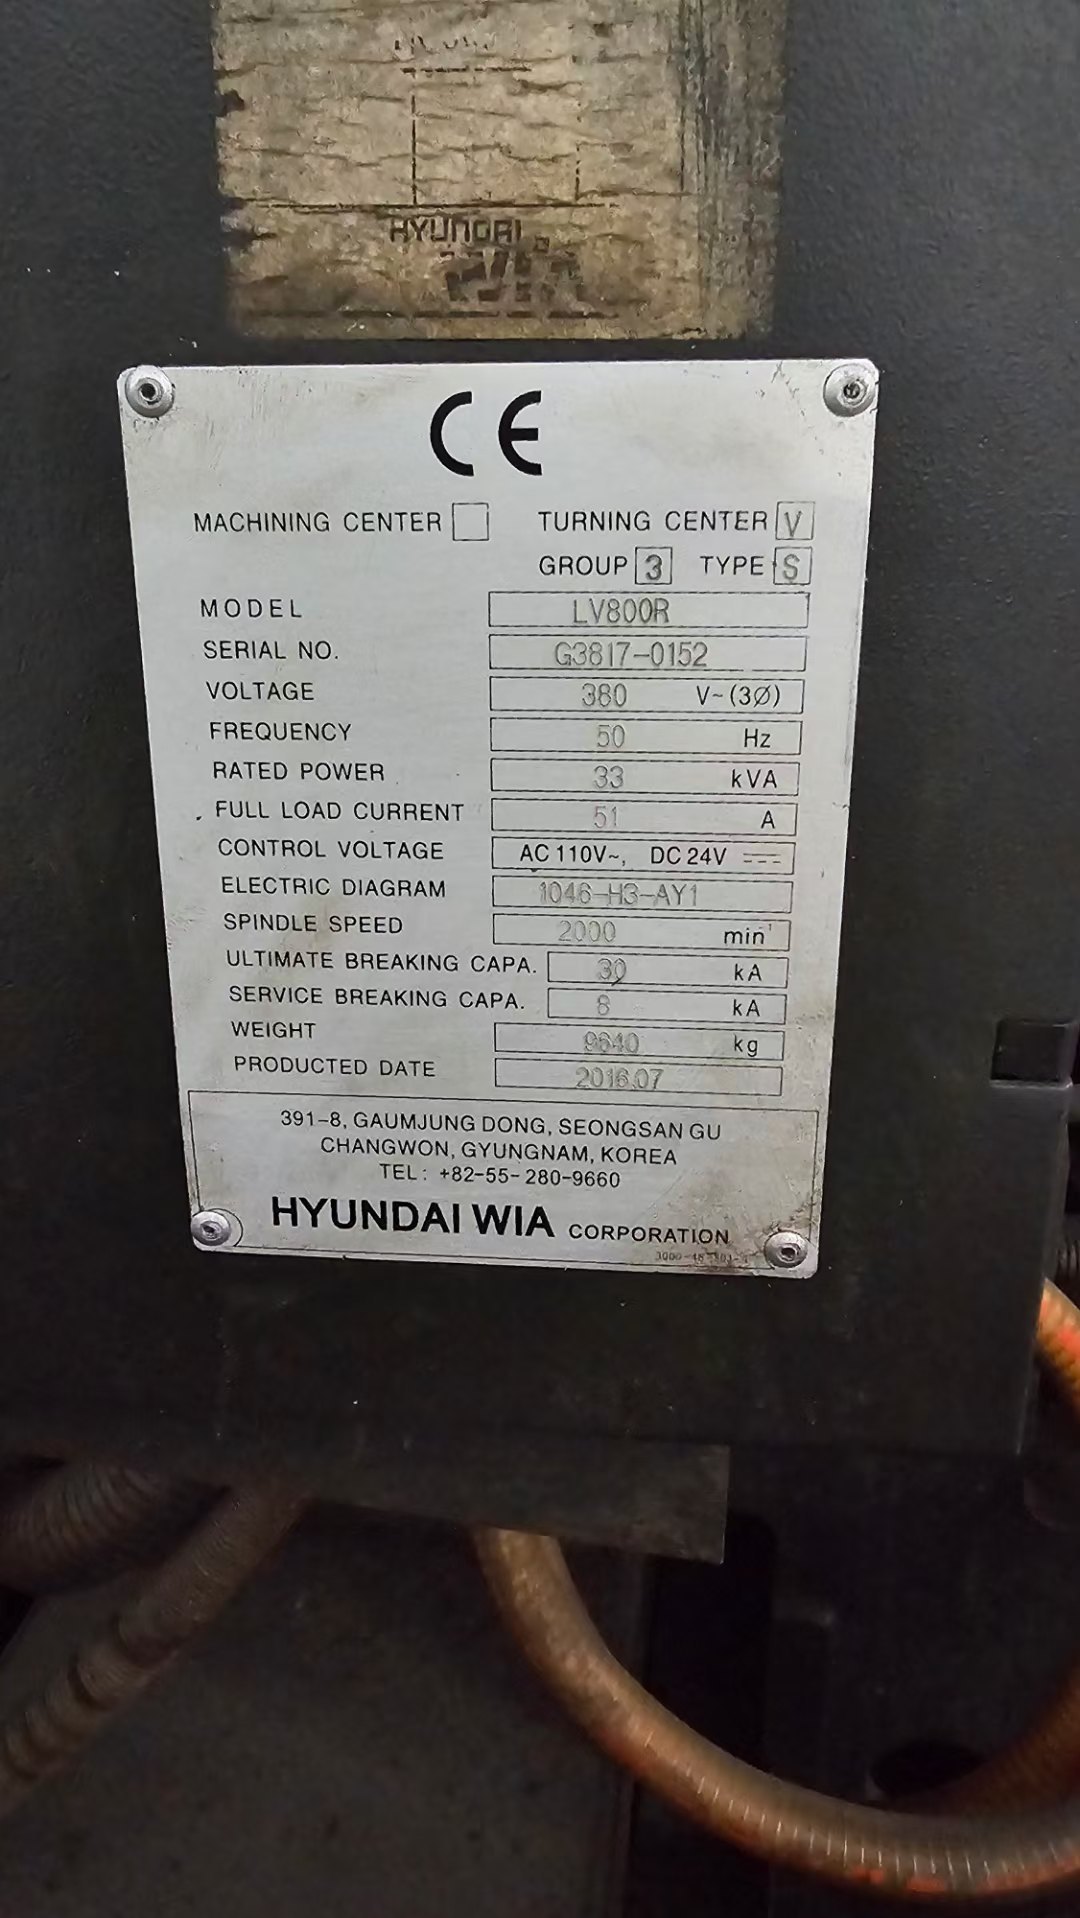 HYUNDAI
WIA
CE
MACHINING CENTER TURNING CENTER V
GROUP 3 TYPE S
MODEL LV800R
SERIAL NO. G3817-0152
VOLTAGE 380 V~(3Ø)
FREQUENCY 50 Hz
RATED POWER 33 kVA
FULL LOAD CURRENT 51 A
CONTROL VOLTAGE AC 110V~, DC 24V ⎓
ELECTRIC DIAGRAM 1046-H3-AY1
SPINDLE SPEED 2000 min⁻¹
ULTIMATE BREAKING CAPA. 30 kA
SERVICE BREAKING CAPA. 8 kA
WEIGHT 9640 kg
PRODUCTED DATE 2016.07
391-8, GAUMJUNG DONG, SEONGSAN GU
CHANGWON, GYUNGNAM, KOREA
TEL : +82-55-280-9660
HYUNDAI WIA CORPORATION